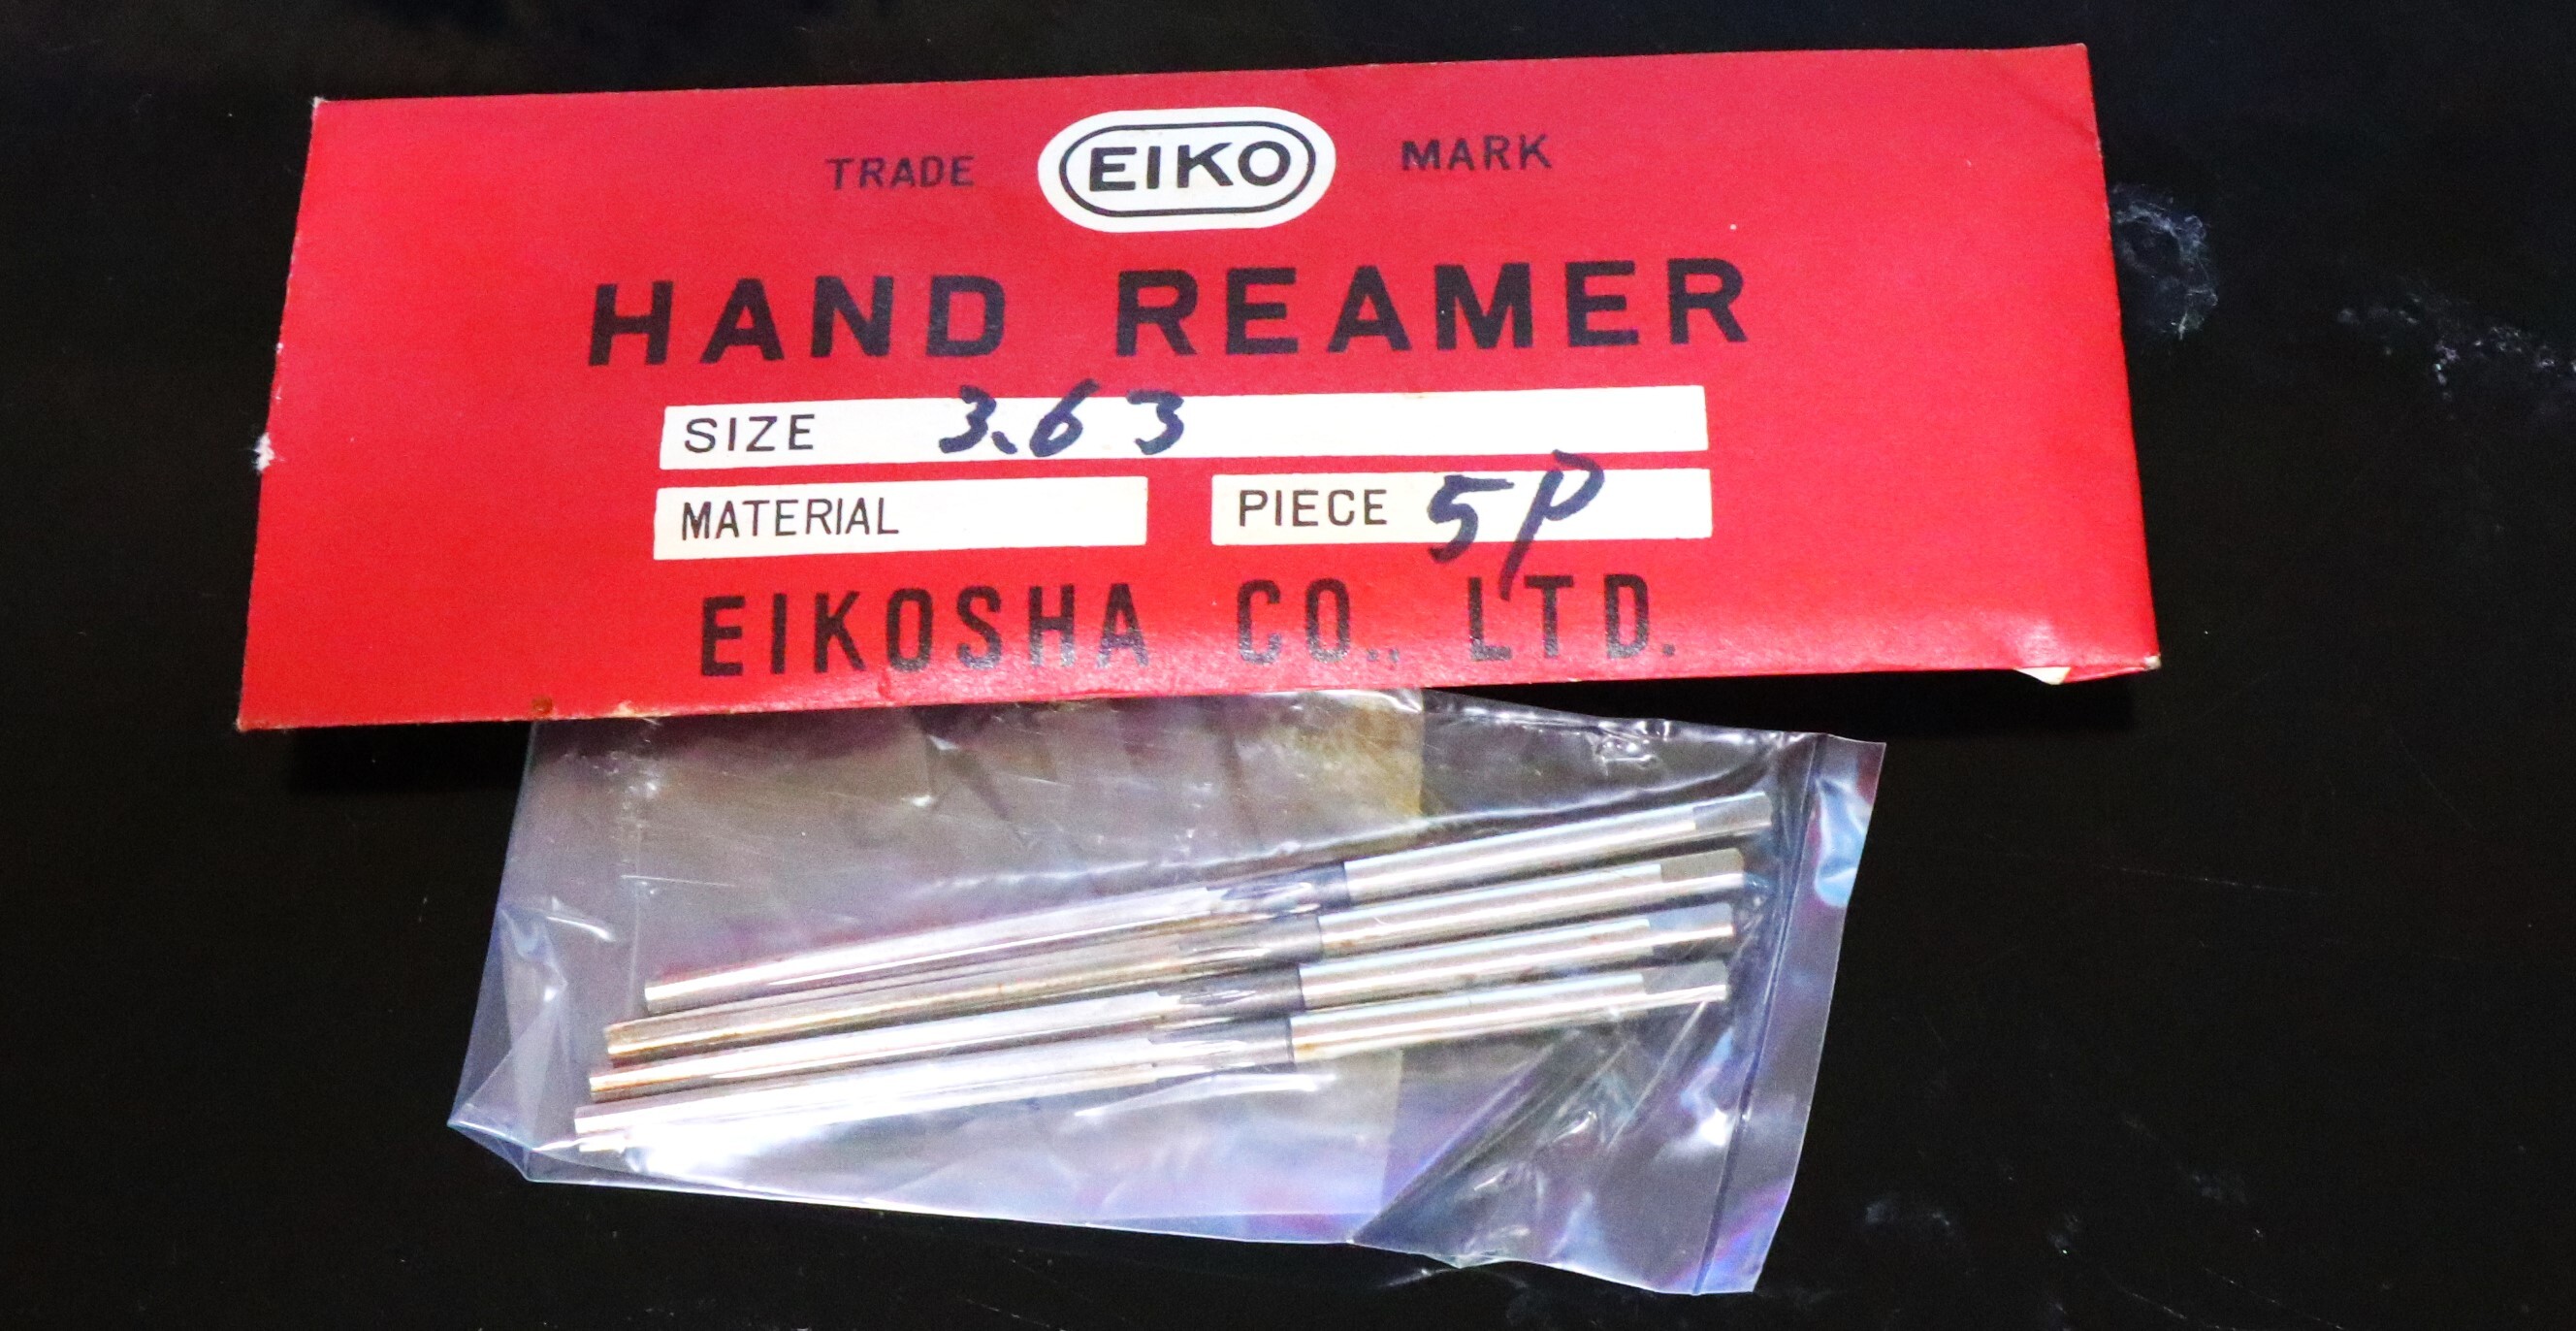 TRADE EIKO MARK
HAND REAMER
SIZE 3.63
MATERIAL PIECE 5P
EIKOSHA CO., LTD.